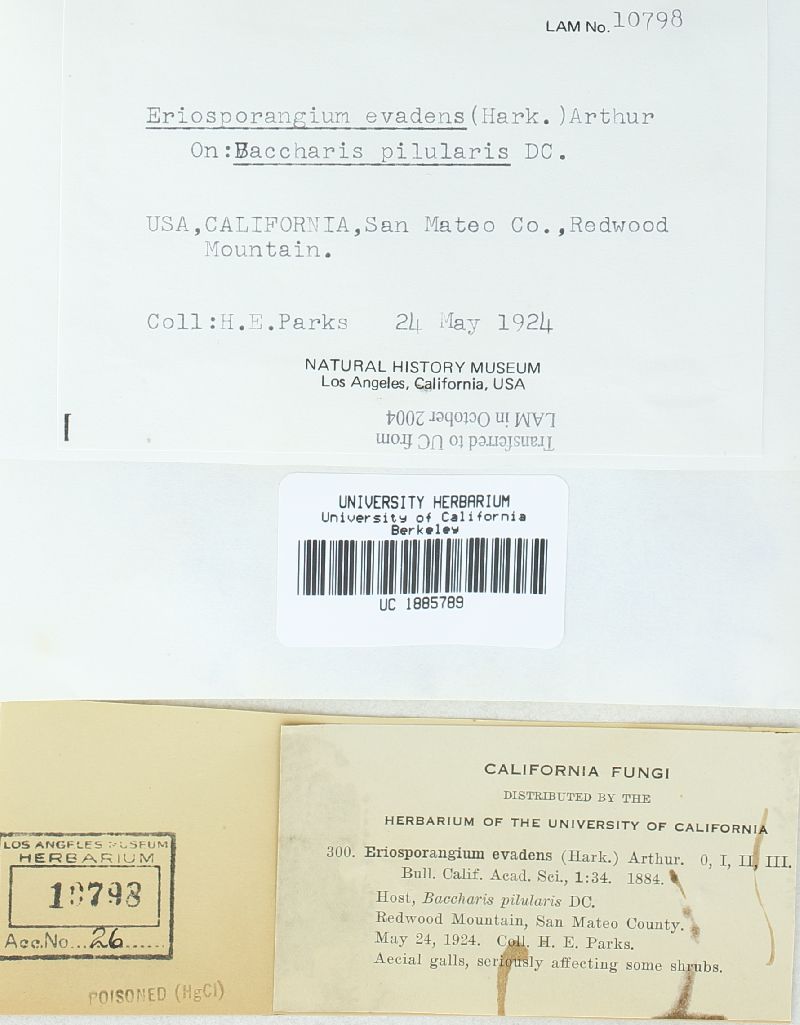 LAM No. 10798
Eriosporangium evadens (Hark.)Arthur
On:Baccharis pilularis DC.
USA,CALIFORNIA,San Mateo Co.,Redwood
Mountain.
Coll:H.E.Parks 24 May 1924
NATURAL HISTORY MUSEUM
Los Angeles, California, USA
Transferred to UC from
LAM in October 2004
UNIVERSITY HERBARIUM
University of California
Berkeley
UC 1885789
CALIFORNIA FUNGI
DISTRIBUTED BY THE
HERBARIUM OF THE UNIVERSITY OF CALIFORNIA
300. Eriosporangium evadens (Hark.) Arthur. 0, I, II, III.
Bull. Calif. Acad. Sci., 1:34. 1884.
Host, Baccharis pilularis DC.
Redwood Mountain, San Mateo County.
May 24, 1924. Coll. H. E. Parks.
Aecial galls, seriously affecting some shrubs.
LOS ANGELES MUSEUM
HERBARIUM
10798
Acc.No...26......
POISONED (HgCl)